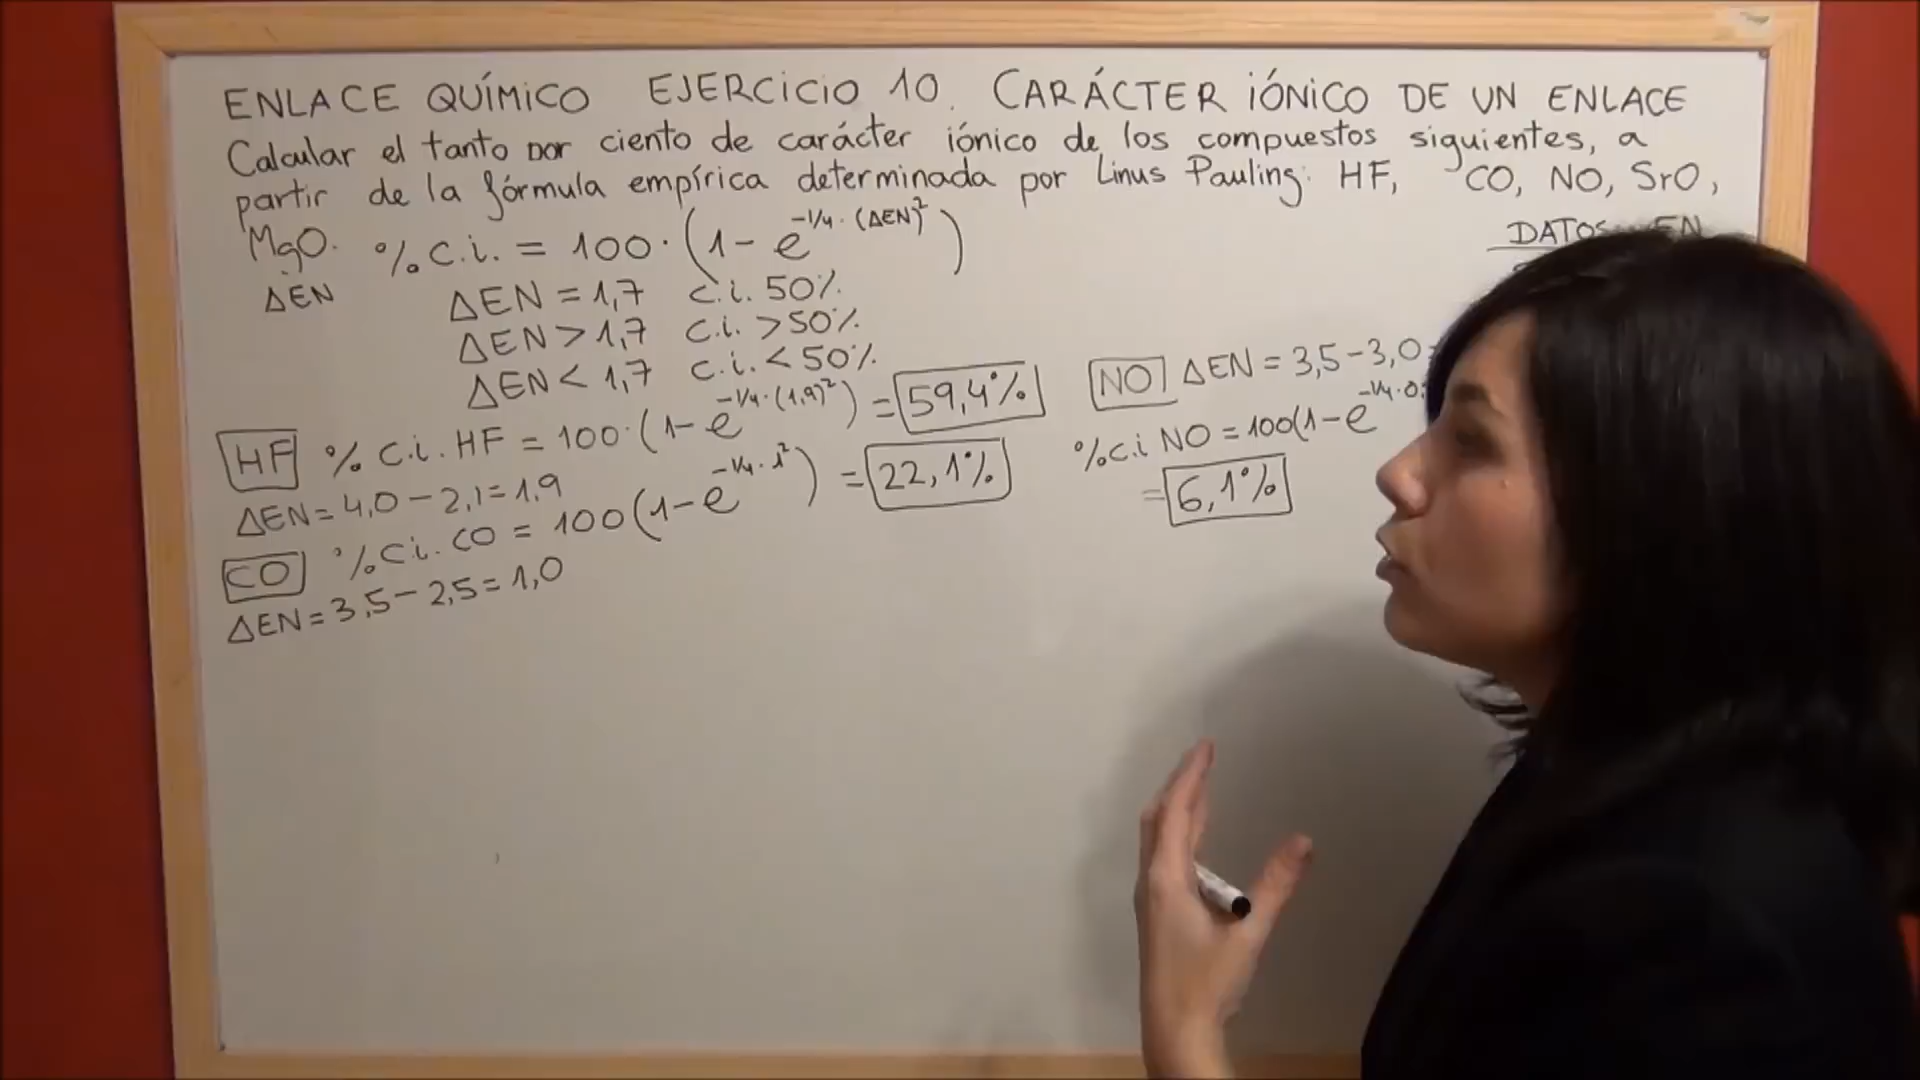 ENLACE QUÍMICO EJERCICIO 10. CARÁCTER IÓNICO DE UN ENLACE
Calcular el tanto por ciento de carácter iónico de los compuestos siguientes, a
partir de la fórmula empírica determinada por Linus Pauling: HF, CO, NO, SrO,
MgO. % c.i. = 100·(1-e^-1/4·(ΔEN)²)
DATOS EN
ΔEN
ΔEN = 1,7 c.i. 50%
ΔEN > 1,7 c.i. > 50%
ΔEN < 1,7 c.i. < 50%
HF % c.i. HF = 100·(1-e^-1/4·(1,9)²) = 59,4%
ΔEN = 4,0 - 2,1 = 1,9
CO % c.i. CO = 100(1-e^-1/4·1²) = 22,1%
ΔEN = 3,5 - 2,5 = 1,0
NO ΔEN = 3,5 - 3,0 =
% c.i NO = 100(1-e^-1/4·0,
= 6,1%